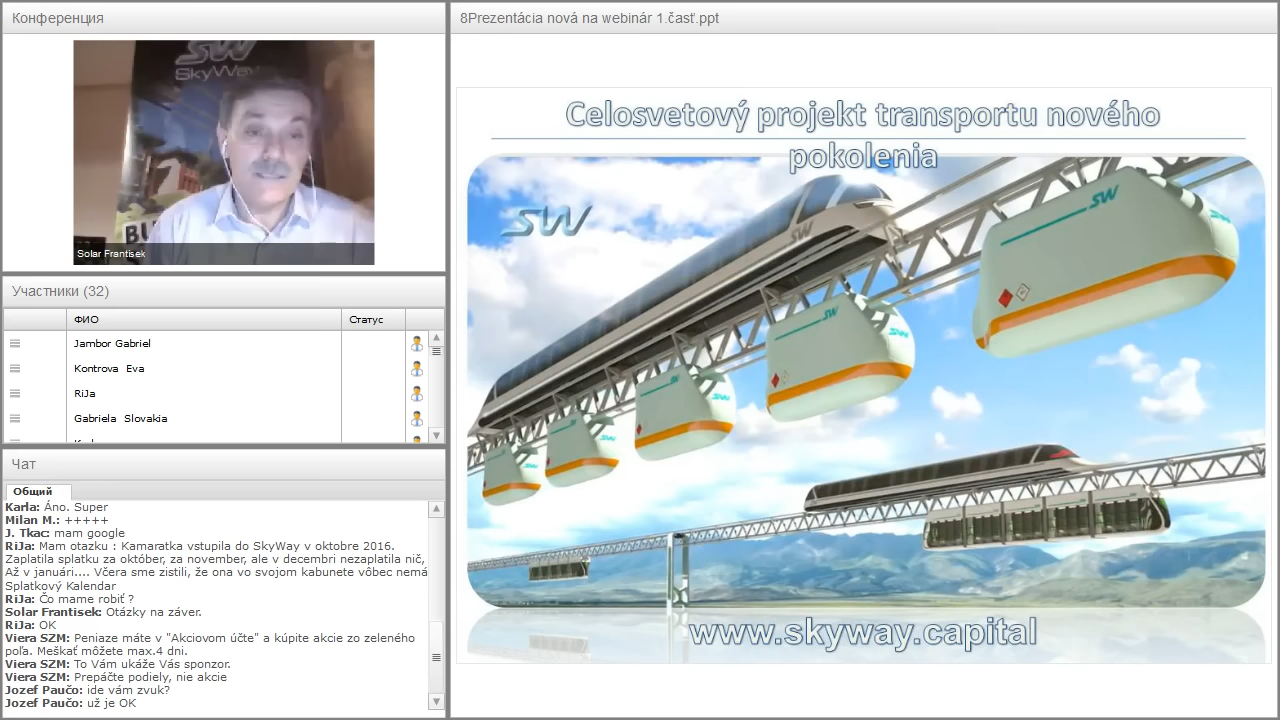 Конференция
SW
SkyWay
BU
Solar Frantisek
Участники (32)
ФИО
Статус
Jambor Gabriel
Kontrova Eva
RiJa
Gabriela Slovakia
Чат
Общий
Karla: Áno. Super
Milan M.: +++++
J. Tkac: mam google
RiJa: Mam otazku : Kamaratka vstupila do SkyWay v oktobre 2016.
Zaplatila splatku za október, za november, ale v decembri nezaplatila nič,
Až v januári.... Včera sme zistili, že ona vo svojom kabunete vôbec nemá
Splatkový Kalendar
RiJa: Čo mame robiť ?
Solar Frantisek: Otázky na záver.
RiJa: OK
Viera SZM: Peniaze máte v "Akciovom účte" a kúpite akcie zo zeleného
poľa. Meškať môžete max.4 dni.
Viera SZM: To Vám ukáže Vás sponzor.
Viera SZM: Prepáčte podiely, nie akcie
Jozef Paučo: ide vám zvuk?
Jozef Paučo: už je OK
8Prezentácia nová na webinár 1.časť.ppt
Celosvetový projekt transportu nového
pokolenia
SW
SW
SW
SW
SW
SW
SW
SW
SW
www.skyway.capital